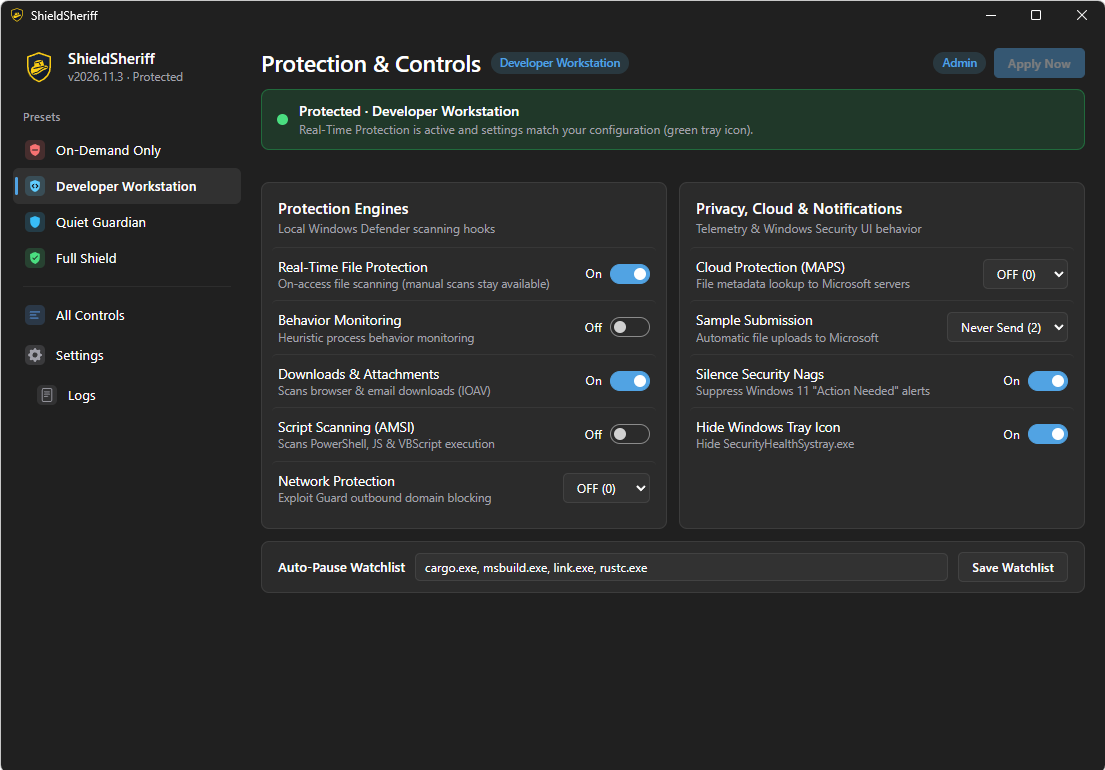 ShieldSheriff
ShieldSheriff
v2026.11.3 · Protected
Presets
On-Demand Only
Developer Workstation
Quiet Guardian
Full Shield
All Controls
Settings
Logs
Protection & Controls
Developer Workstation
Admin
Apply Now
Protected · Developer Workstation
Real-Time Protection is active and settings match your configuration (green tray icon).
Protection Engines
Local Windows Defender scanning hooks
Real-Time File Protection
On-access file scanning (manual scans stay available)
On
Behavior Monitoring
Heuristic process behavior monitoring
Off
Downloads & Attachments
Scans browser & email downloads (IOAV)
On
Script Scanning (AMSI)
Scans PowerShell, JS & VBScript execution
Off
Network Protection
Exploit Guard outbound domain blocking
OFF (0)
Privacy, Cloud & Notifications
Telemetry & Windows Security UI behavior
Cloud Protection (MAPS)
File metadata lookup to Microsoft servers
OFF (0)
Sample Submission
Automatic file uploads to Microsoft
Never Send (2)
Silence Security Nags
Suppress Windows 11 "Action Needed" alerts
On
Hide Windows Tray Icon
Hide SecurityHealthSystray.exe
On
Auto-Pause Watchlist
cargo.exe, msbuild.exe, link.exe, rustc.exe
Save Watchlist